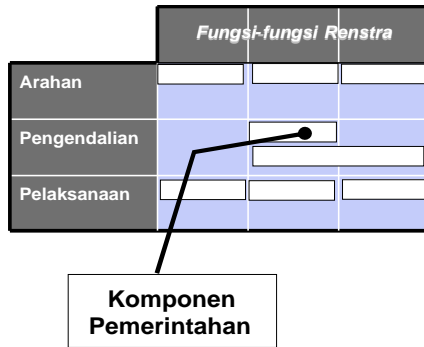 Fungsi-fungsi Renstra
Arahan
Pengendalian
Pelaksanaan
Komponen
Pemerintahan